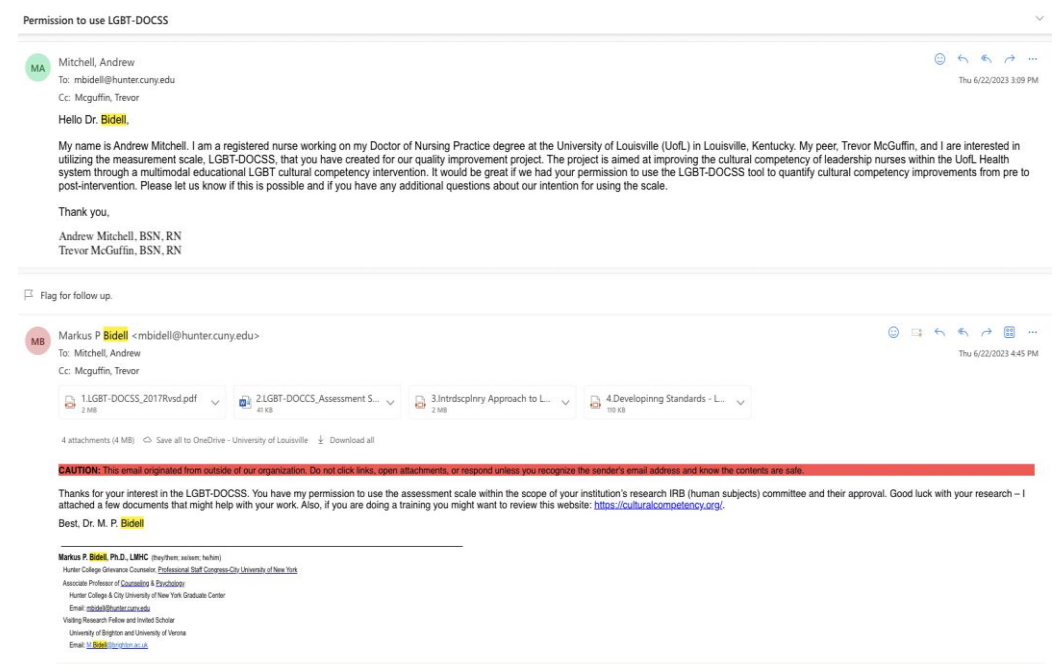 Permission to use LGBT-DOCSS
MA
Mitchell, Andrew
To: mbidell@hunter.cuny.edu
Cc: Mcguffin, Trevor
Thu 6/22/2023 3:09 PM
Hello Dr. Bidell,
My name is Andrew Mitchell. I am a registered nurse working on my Doctor of Nursing Practice degree at the University of Louisville (UofL) in Louisville, Kentucky. My peer, Trevor McGuffin, and I are interested in
utilizing the measurement scale, LGBT-DOCSS, that you have created for our quality improvement project. The project is aimed at improving the cultural competency of leadership nurses within the UofL Health
system through a multimodal educational LGBT cultural competency intervention. It would be great if we had your permission to use the LGBT-DOCSS tool to quantify cultural competency improvements from pre to
post-intervention. Please let us know if this is possible and if you have any additional questions about our intention for using the scale.
Thank you,
Andrew Mitchell, BSN, RN
Trevor McGuffin, BSN, RN
Flag for follow up.
MB
Markus P Bidell <mbidell@hunter.cuny.edu>
To: Mitchell, Andrew
Cc: Mcguffin, Trevor
Thu 6/22/2023 4:45 PM
1.LGBT-DOCSS_2017Rvsd.pdf
2 MB
2.LGBT-DOCCS_Assessment S...
41 KB
3.Intrdscplnry Approach to L...
2 MB
4.Developinng Standards - L...
110 KB
4 attachments (4 MB) Save all to OneDrive - University of Louisville Download all
CAUTION: This email originated from outside of our organization. Do not click links, open attachments, or respond unless you recognize the sender's email address and know the contents are safe.
Thanks for your interest in the LGBT-DOCSS. You have my permission to use the assessment scale within the scope of your institution's research IRB (human subjects) committee and their approval. Good luck with your research – I
attached a few documents that might help with your work. Also, if you are doing a training you might want to review this website: https://culturalcompetency.org/.
Best, Dr. M. P. Bidell
Markus P. Bidell, Ph.D., LMHC (they/them; xe/xem; he/him)
Hunter College Grievance Counselor, Professional Staff Congress-City University of New York
Associate Professor of Counseling & Psychology
Hunter College & City University of New York Graduate Center
Email: mbidell@hunter.cuny.edu
Visiting Research Fellow and Invited Scholar
University of Brighton and University of Verona
Email: M.Bidell@brighton.ac.uk